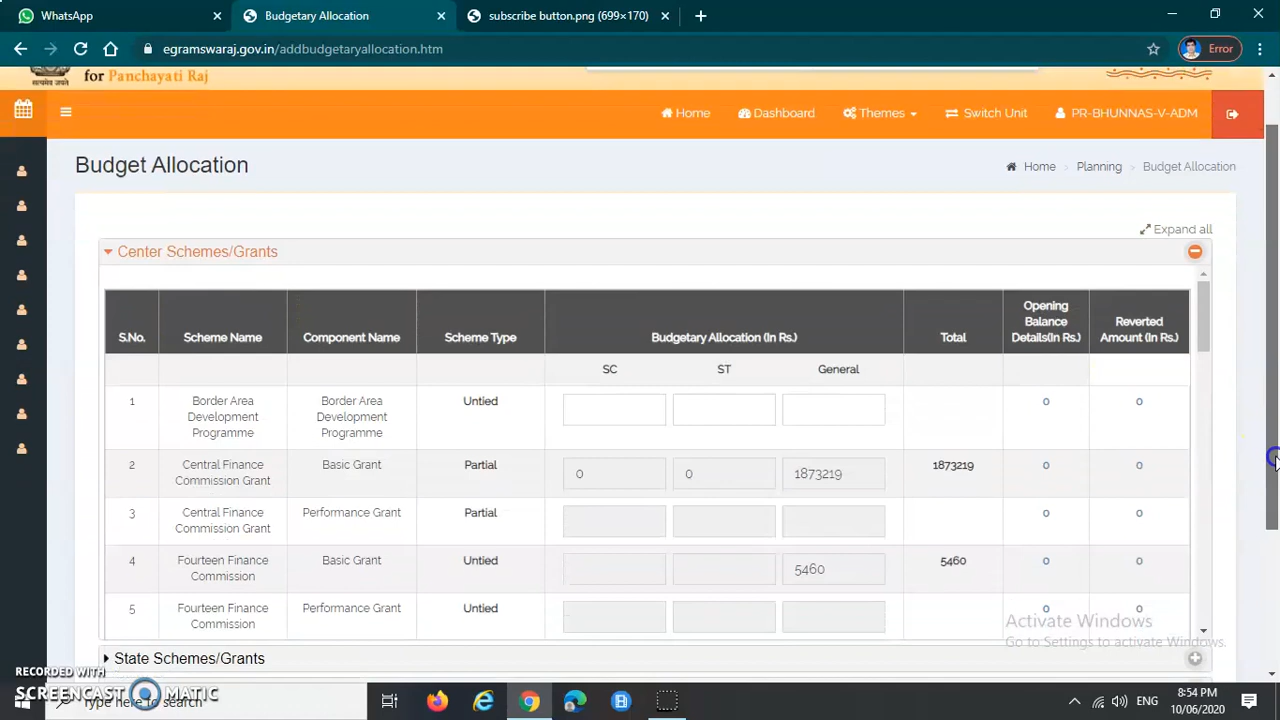 WhatsApp
Budgetary Allocation
subscribe button.png (699×170)
egramswaraj.gov.in/addbudgetaryallocation.htm
Error
सत्यमेव जयते
for Panchayati Raj
Home
Dashboard
Themes
Switch Unit
PR-BHUNNAS-V-ADM
Budget Allocation
Home > Planning > Budget Allocation
Expand all
Center Schemes/Grants
S.No. Scheme Name Component Name Scheme Type Budgetary Allocation (In Rs.) Total Opening Balance Details(In Rs.) Reverted Amount (In Rs.)
SC ST General
1 Border Area Development Programme Border Area Development Programme Untied 0 0
2 Central Finance Commission Grant Basic Grant Partial 0 0 1873219 1873219 0 0
3 Central Finance Commission Grant Performance Grant Partial 0 0
4 Fourteen Finance Commission Basic Grant Untied 5460 5460 0 0
5 Fourteen Finance Commission Performance Grant Untied 0 0
Activate Windows
Go to Settings to activate Windows.
State Schemes/Grants
RECORDED WITH
SCREENCAST MATIC
Type here to search
ENG
8:54 PM
10/06/2020